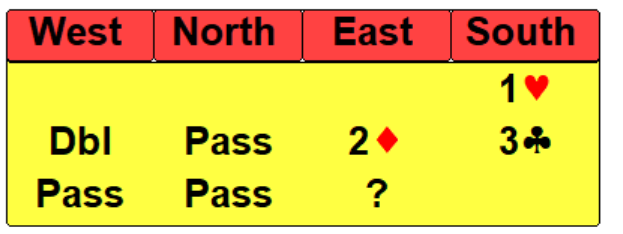 West North East South
1♥
Dbl Pass 2♦ 3♣
Pass Pass ?